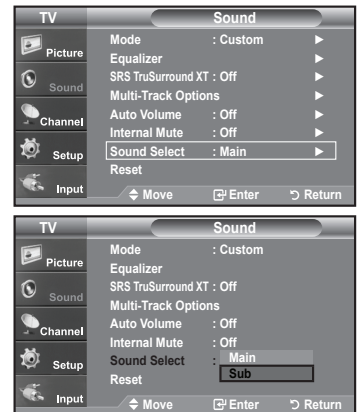 TV Sound
Picture
Sound
Channel
Setup
Input
Mode : Custom ►
Equalizer ►
SRS TruSurround XT : Off ►
Multi-Track Options ►
Auto Volume : Off ►
Internal Mute : Off ►
Sound Select : Main ►
Reset
Move Enter Return
TV Sound
Picture
Sound
Channel
Setup
Input
Mode : Custom
Equalizer
SRS TruSurround XT : Off
Multi-Track Options
Auto Volume : Off
Internal Mute : Off
Sound Select : Main
Sub
Reset
Move Enter Return